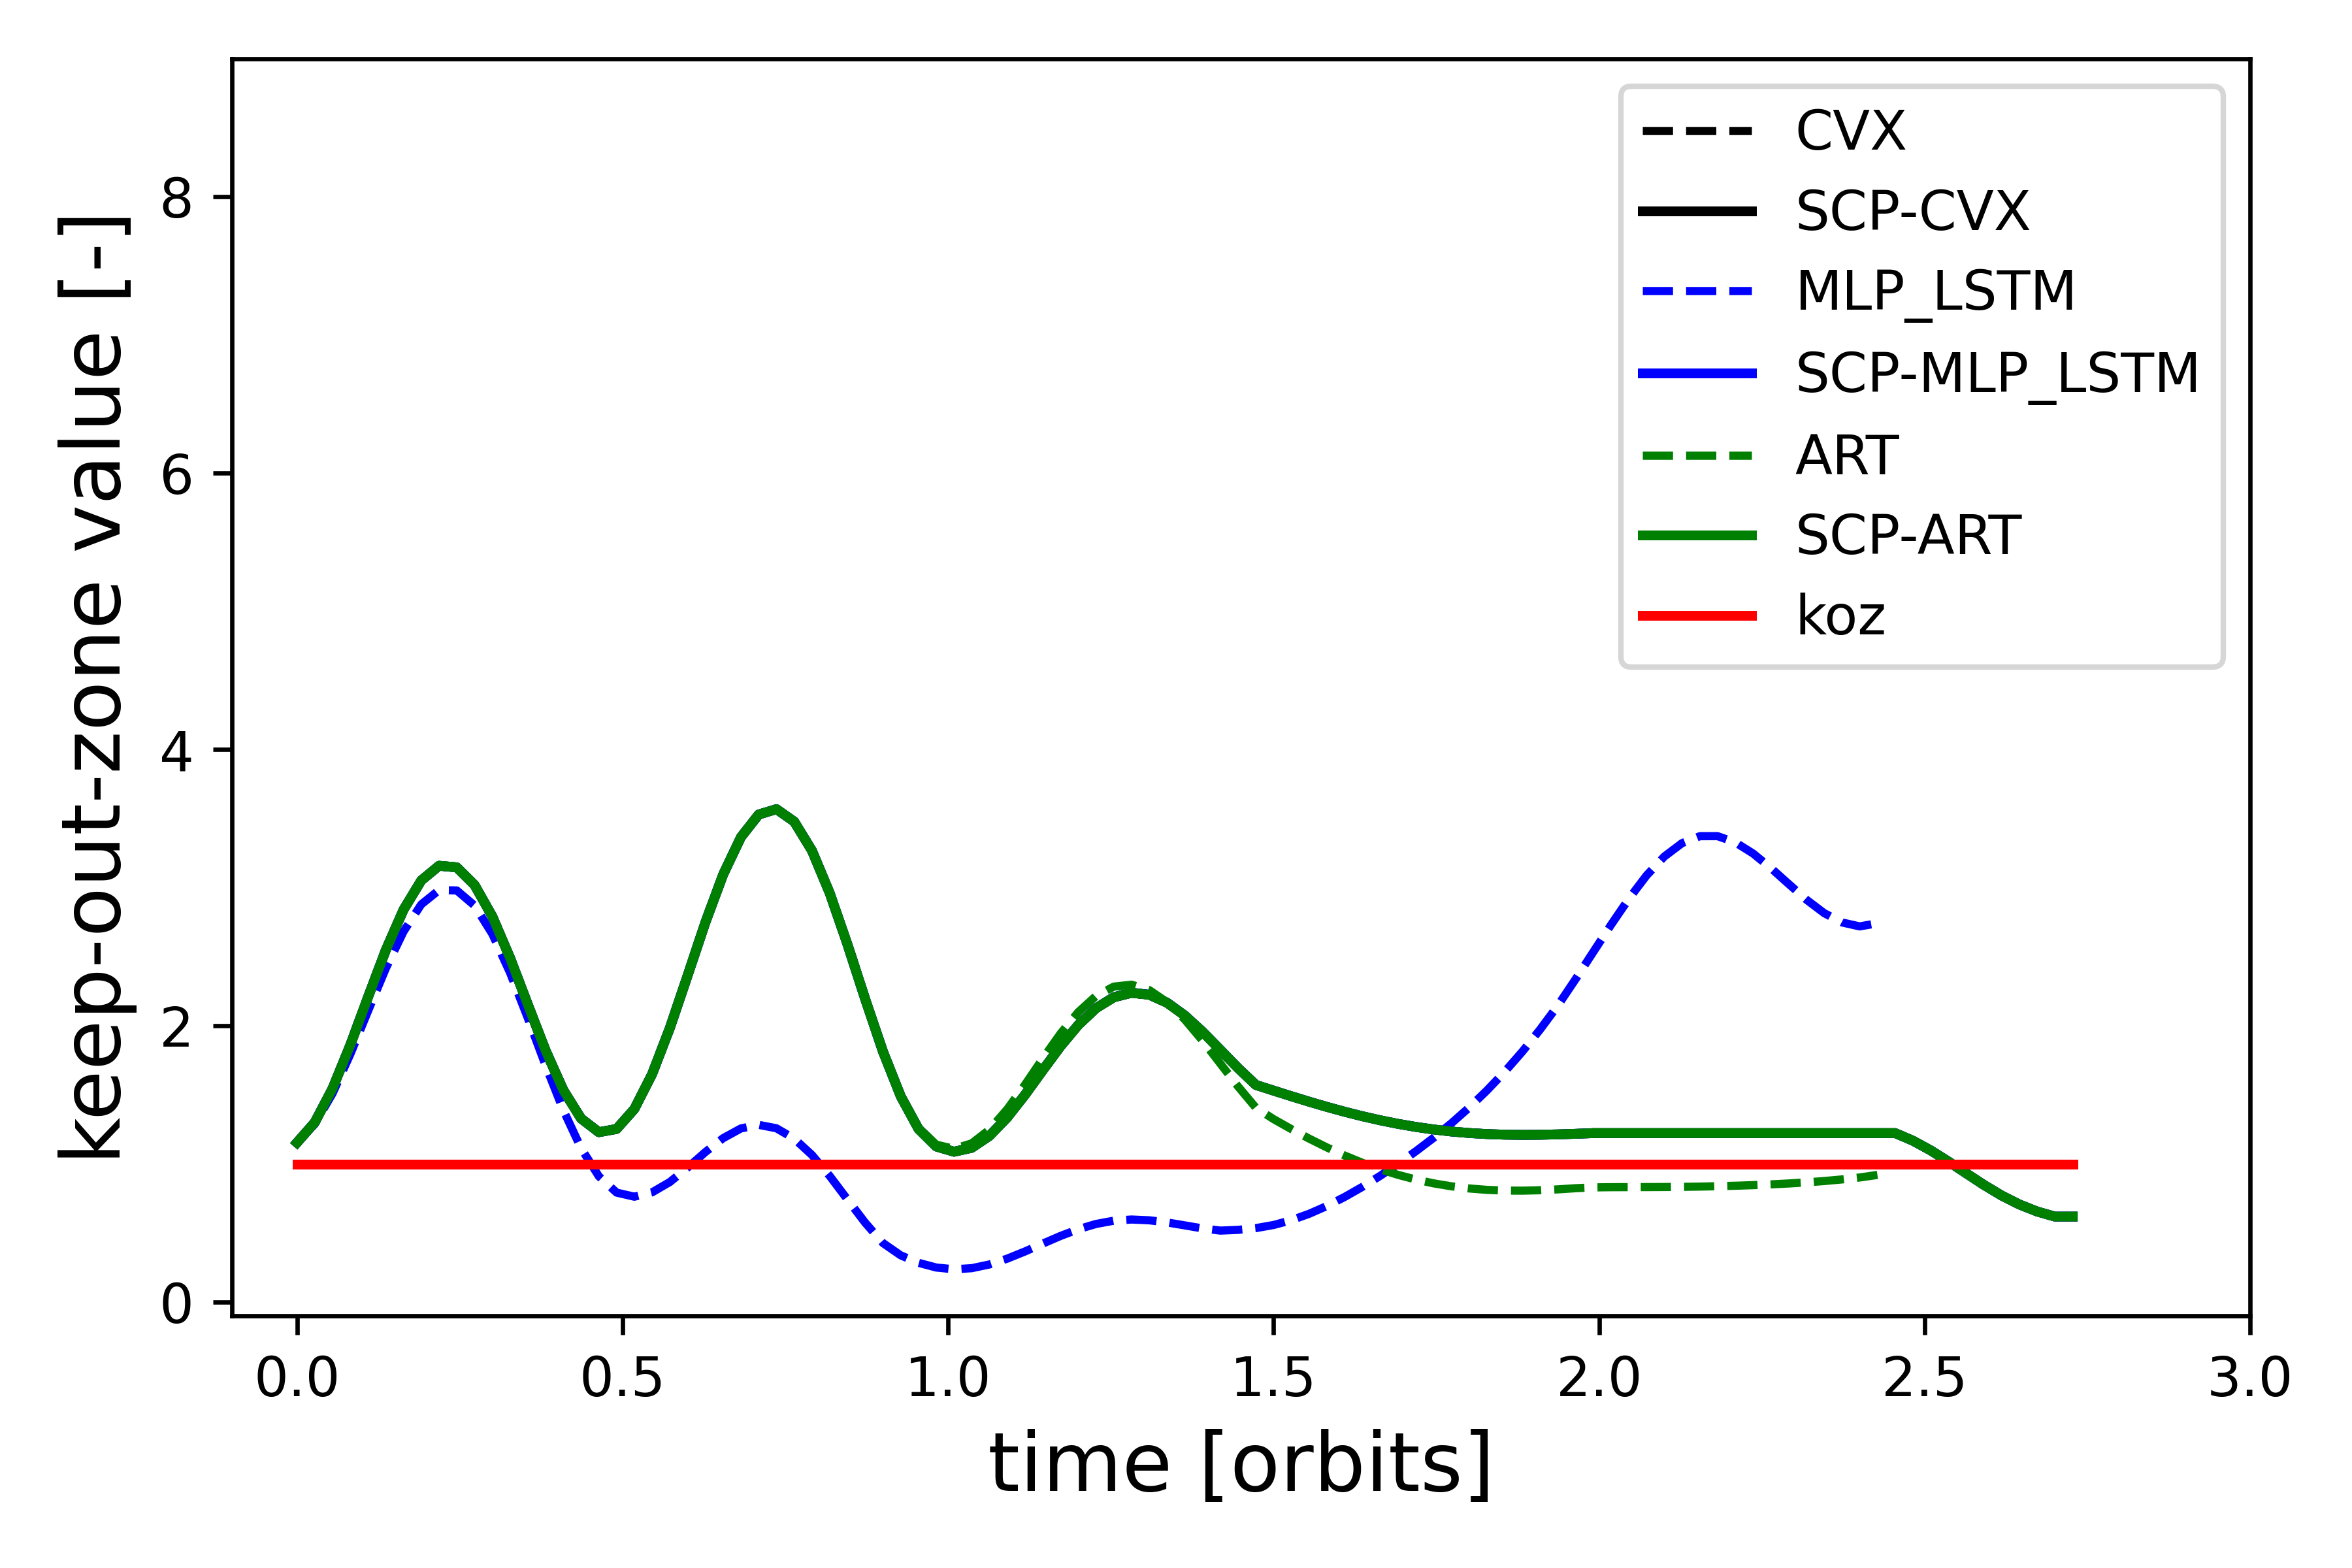 keep-out-zone value [-]
8
6
4
2
0
CVX
SCP-CVX
MLP_LSTM
SCP-MLP_LSTM
ART
SCP-ART
koz
0.0 0.5 1.0 1.5 2.0 2.5 3.0
time [orbits]